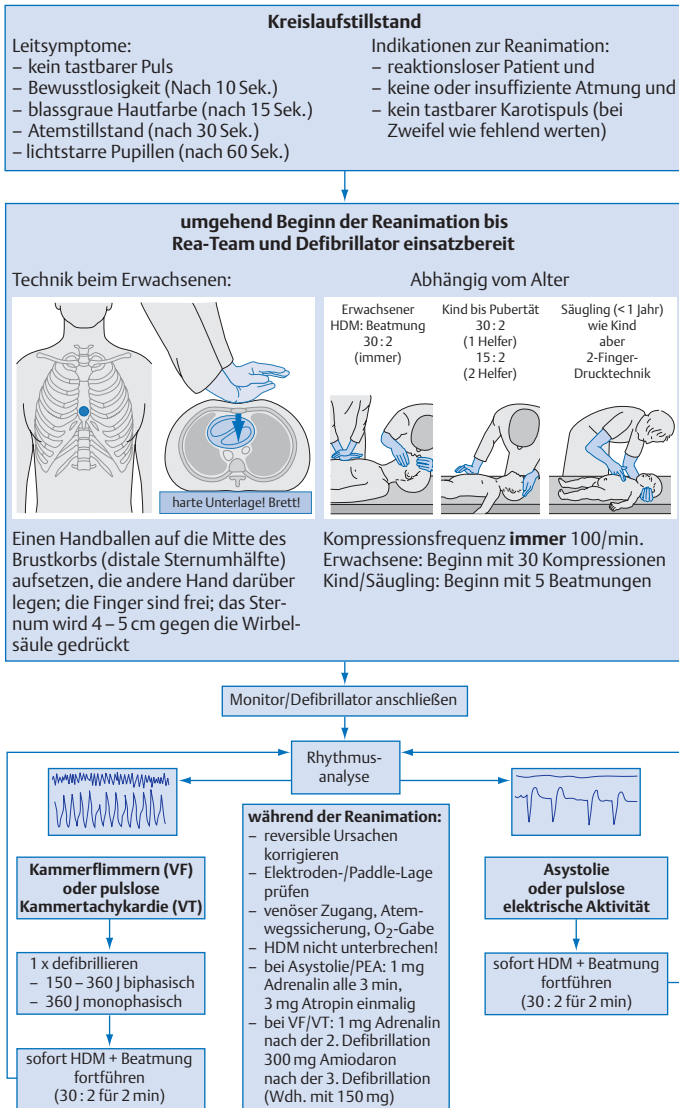 Kreislaufstillstand
Leitsymptome:
– kein tastbarer Puls
– Bewusstlosigkeit (Nach 10 Sek.)
– blassgraue Hautfarbe (nach 15 Sek.)
– Atemstillstand (nach 30 Sek.)
– lichtstarre Pupillen (nach 60 Sek.)
Indikationen zur Reanimation:
– reaktionsloser Patient und
– keine oder insuffiziente Atmung und
– kein tastbarer Karotispuls (bei
Zweifel wie fehlend werten)
umgehend Beginn der Reanimation bis
Rea-Team und Defibrillator einsatzbereit
Technik beim Erwachsenen:
harte Unterlage! Brett!
Einen Handballen auf die Mitte des
Brustkorbs (distale Sternumhälfte)
aufsetzen, die andere Hand darüber
legen; die Finger sind frei; das Ster-
num wird 4 – 5 cm gegen die Wirbel-
säule gedrückt
Abhängig vom Alter
Erwachsener
HDM: Beatmung
30 : 2
(immer)
Kind bis Pubertät
30 : 2
(1 Helfer)
15 : 2
(2 Helfer)
Säugling (< 1 Jahr)
wie Kind
aber
2-Finger-
Drucktechnik
Kompressionsfrequenz immer 100/min.
Erwachsene: Beginn mit 30 Kompressionen
Kind/Säugling: Beginn mit 5 Beatmungen
Monitor/Defibrillator anschließen
Rhythmus-
analyse
Kammerflimmern (VF)
oder pulslose
Kammertachykardie (VT)
1 x defibrillieren
– 150 – 360 J biphasisch
– 360 J monophasisch
sofort HDM + Beatmung
fortführen
(30 : 2 für 2 min)
während der Reanimation:
– reversible Ursachen
korrigieren
– Elektroden-/Paddle-Lage
prüfen
– venöser Zugang, Atem-
wegssicherung, O₂-Gabe
– HDM nicht unterbrechen!
– bei Asystolie/PEA: 1 mg
Adrenalin alle 3 min,
3 mg Atropin einmalig
– bei VF/VT: 1 mg Adrenalin
nach der 2. Defibrillation
300 mg Amiodaron
nach der 3. Defibrillation
(Wdh. mit 150 mg)
Asystolie
oder pulslose
elektrische Aktivität
sofort HDM + Beatmung
fortführen
(30 : 2 für 2 min)